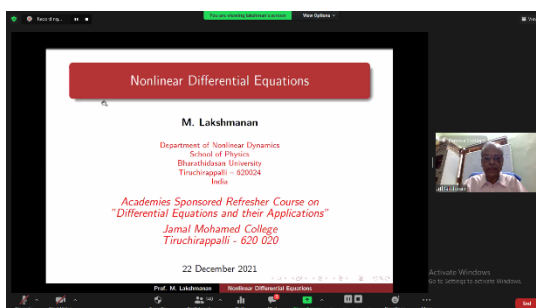 Recording...
You are viewing lakshman's screen
View Options
View
Nonlinear Differential Equations
M. Lakshmanan
Department of Nonlinear Dynamics
School of Physics
Bharathidasan University
Tiruchirappalli – 620024
India
Academies Sponsored Refresher Course on
"Differential Equations and their Applications"
Jamal Mohamed College
Tiruchirappalli - 620 020
22 December 2021
Prof. M. Lakshmanan
Nonlinear Differential Equations
Activate Windows
Go to Settings to activate Windows.
End